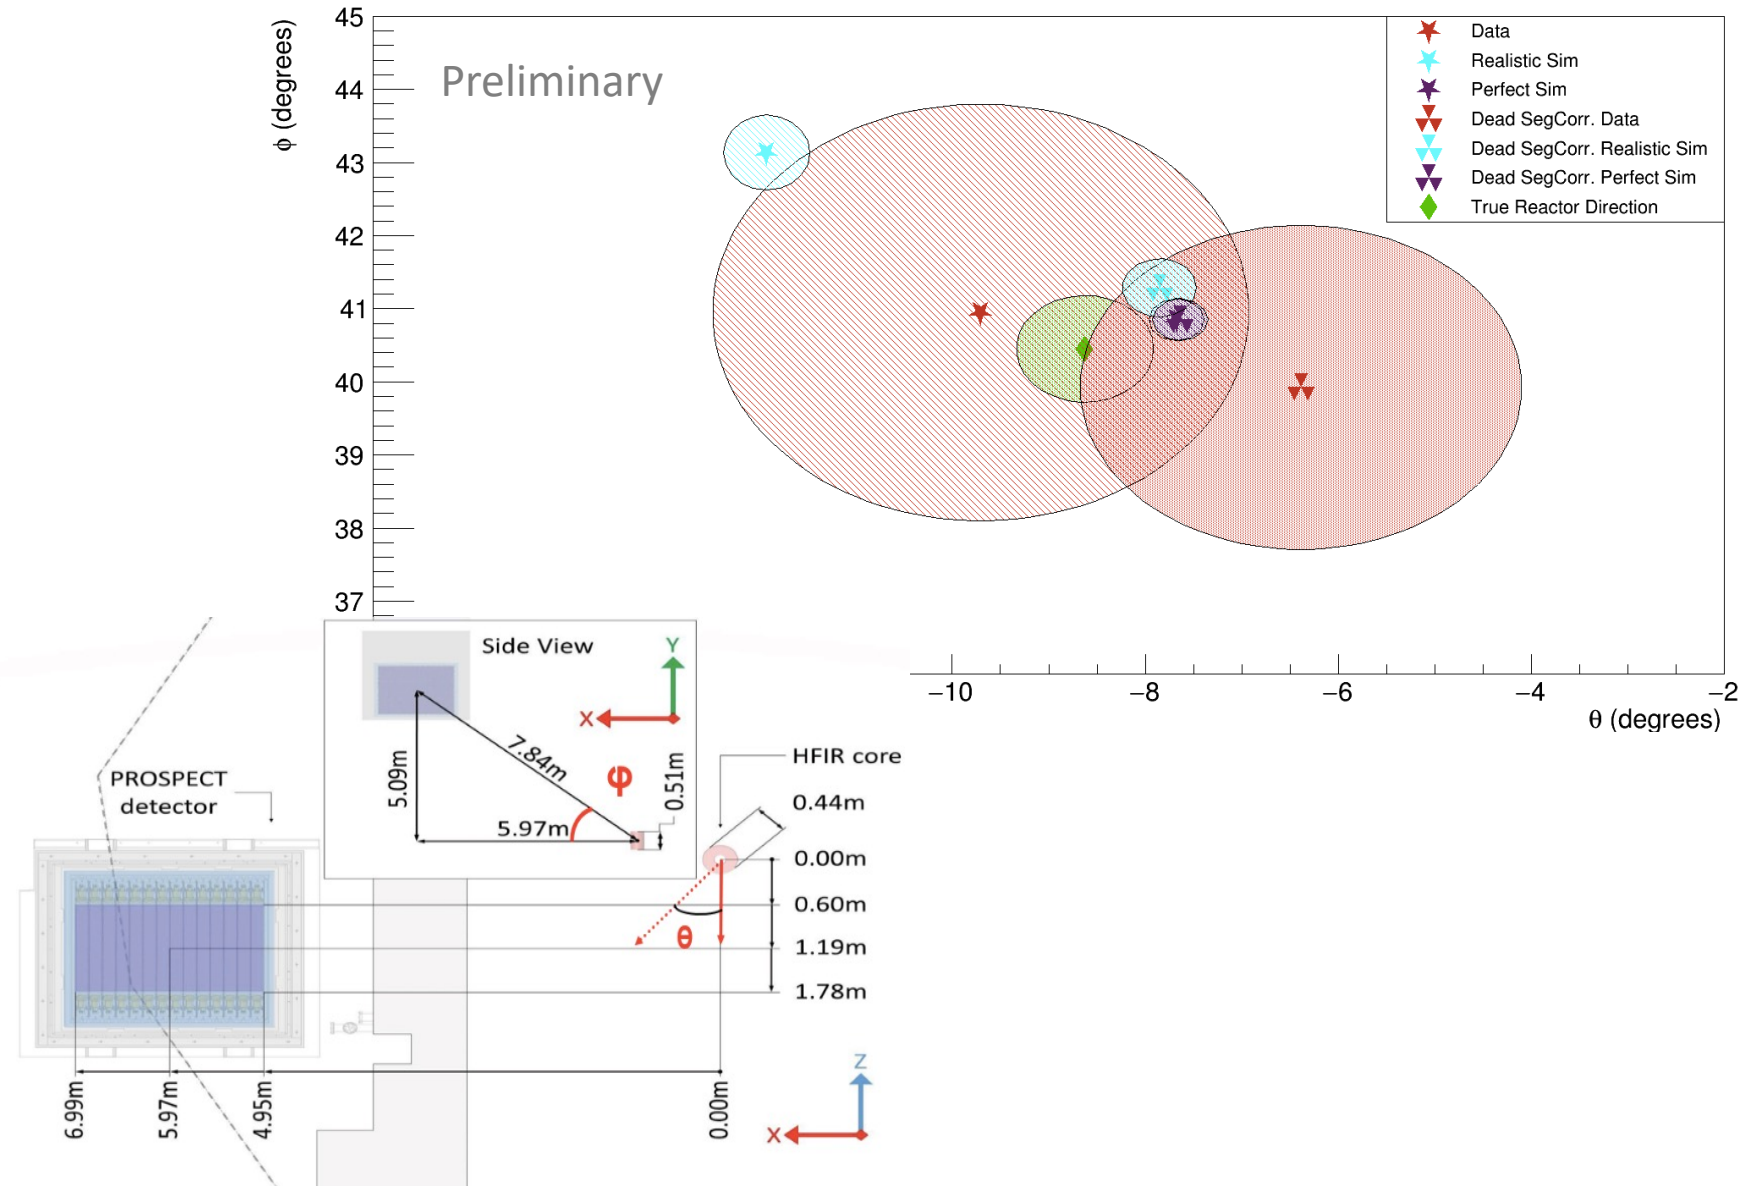 45
44
43
42
41
40
39
38
37
ϕ (degrees)
Preliminary
Data
Realistic Sim
Perfect Sim
Dead SegCorr. Data
Dead SegCorr. Realistic Sim
Dead SegCorr. Perfect Sim
True Reactor Direction
−10
−8
−6
−4
−2
θ (degrees)
Side View
Y
X
7.84m
5.09m
φ
0.51m
5.97m
PROSPECT
detector
HFIR core
0.44m
0.00m
0.60m
θ
1.19m
1.78m
6.99m
5.97m
4.95m
0.00m
Z
X